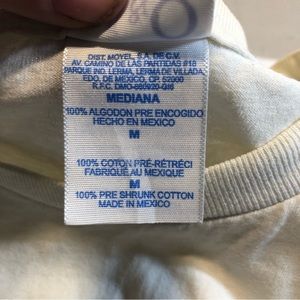 DIST. MOYEL, S.A. DE C.V.
AV. CAMINO DE LAS PARTIDAS #18
PARQUE IND. LERMA, LERMA DE VILLADA,
EDO, DE MEXICO, CP. 52000
R.F.C. DMO-880920-GI6
MEDIANA
100% ALGODON PRE ENCOGIDO
HECHO EN MEXICO
M
100% COTON PRÉ-RÉTRÉCI
FABRIQUÉ AU MEXIQUE
M
100% PRE SHRUNK COTTON
MADE IN MEXICO